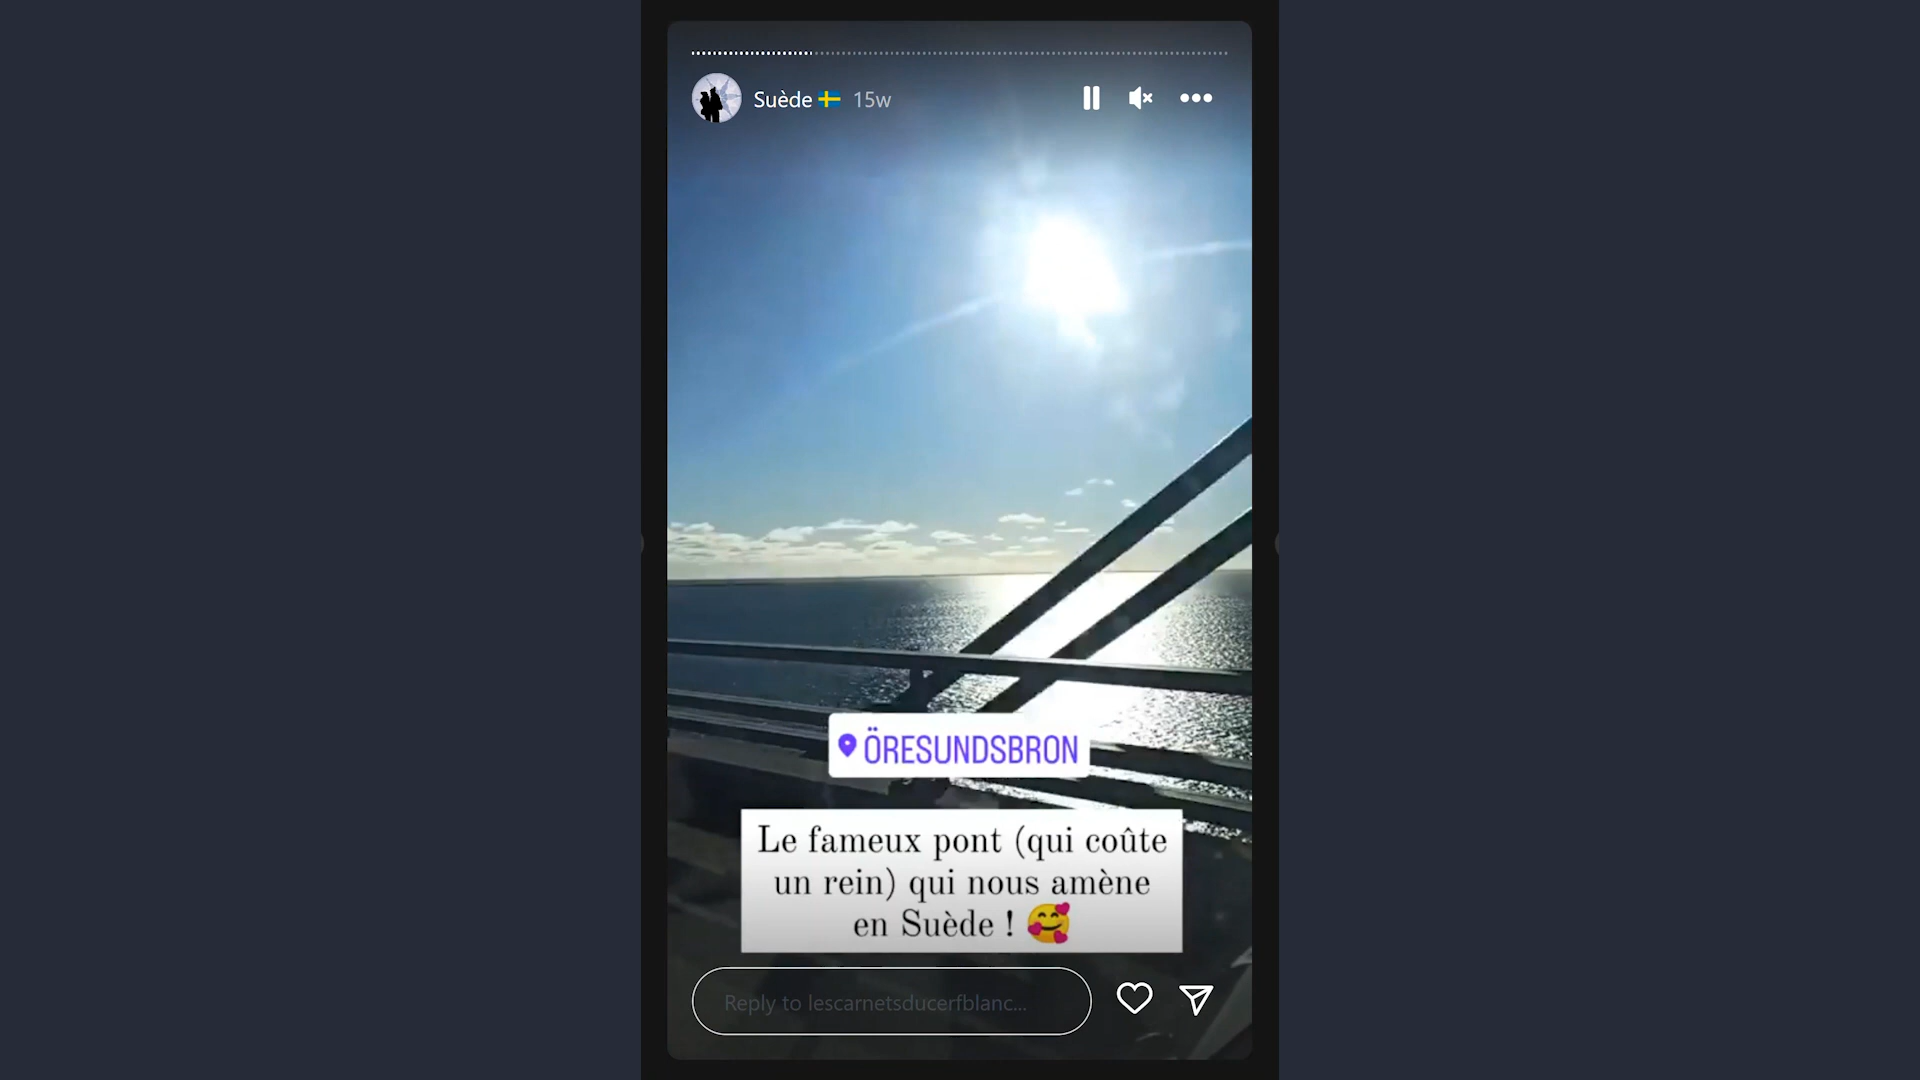 Suède 🇸🇪 15w
ÖRESUNDSBRON
Le fameux pont (qui coûte
un rein) qui nous amène
en Suède ! 🥰
Reply to lescarnetsducerfblanc...